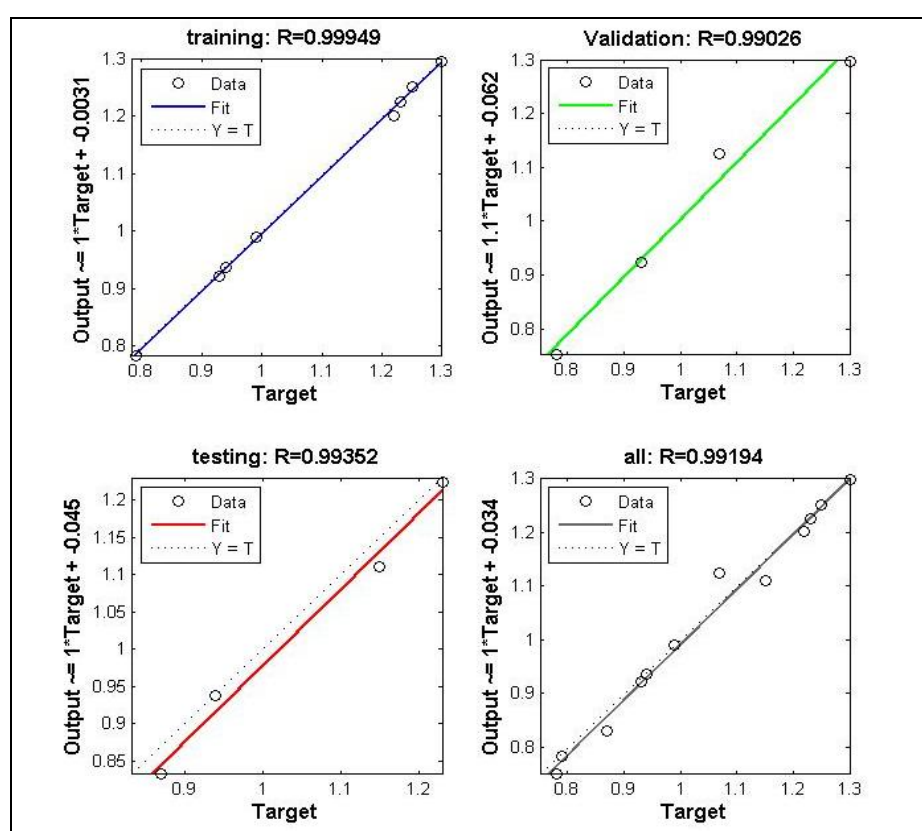 training: R=0.99949
Output ~= 1*Target + -0.0031
1.3
1.2
1.1
1
0.9
0.8
Data
Fit
Y = T
0.8 0.9 1 1.1 1.2 1.3
Target
Validation: R=0.99026
Output ~= 1.1*Target + -0.062
1.3
1.2
1.1
1
0.9
0.8
Data
Fit
Y = T
0.8 0.9 1 1.1 1.2 1.3
Target
testing: R=0.99352
Output ~= 1*Target + -0.045
1.2
1.15
1.1
1.05
1
0.95
0.9
0.85
Data
Fit
Y = T
0.9 1 1.1 1.2
Target
all: R=0.99194
Output ~= 1*Target + -0.034
1.3
1.2
1.1
1
0.9
0.8
Data
Fit
Y = T
0.8 0.9 1 1.1 1.2 1.3
Target